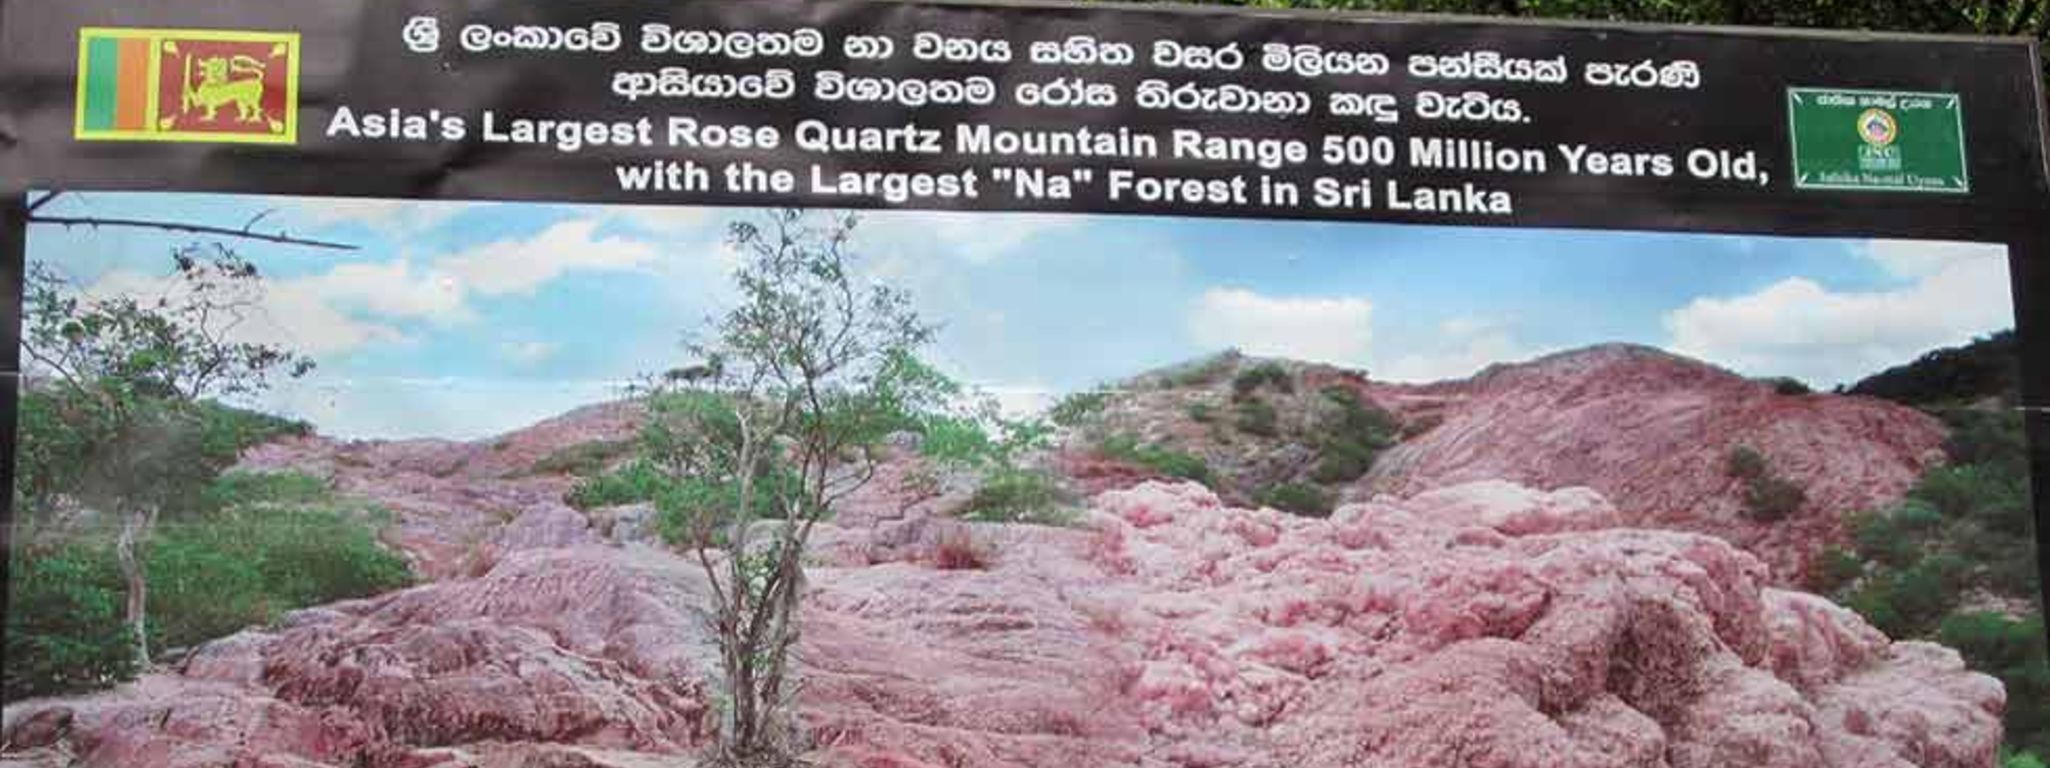 ශ්‍රී ලංකාවේ විශාලතම නා වනය සහිත වසර මිලියන පන්සීයක් පැරණි
ආසියාවේ විශාලතම රෝස තිරුවානා කඳු වැටිය.
Asia's Largest Rose Quartz Mountain Range 500 Million Years Old,
with the Largest "Na" Forest in Sri Lanka